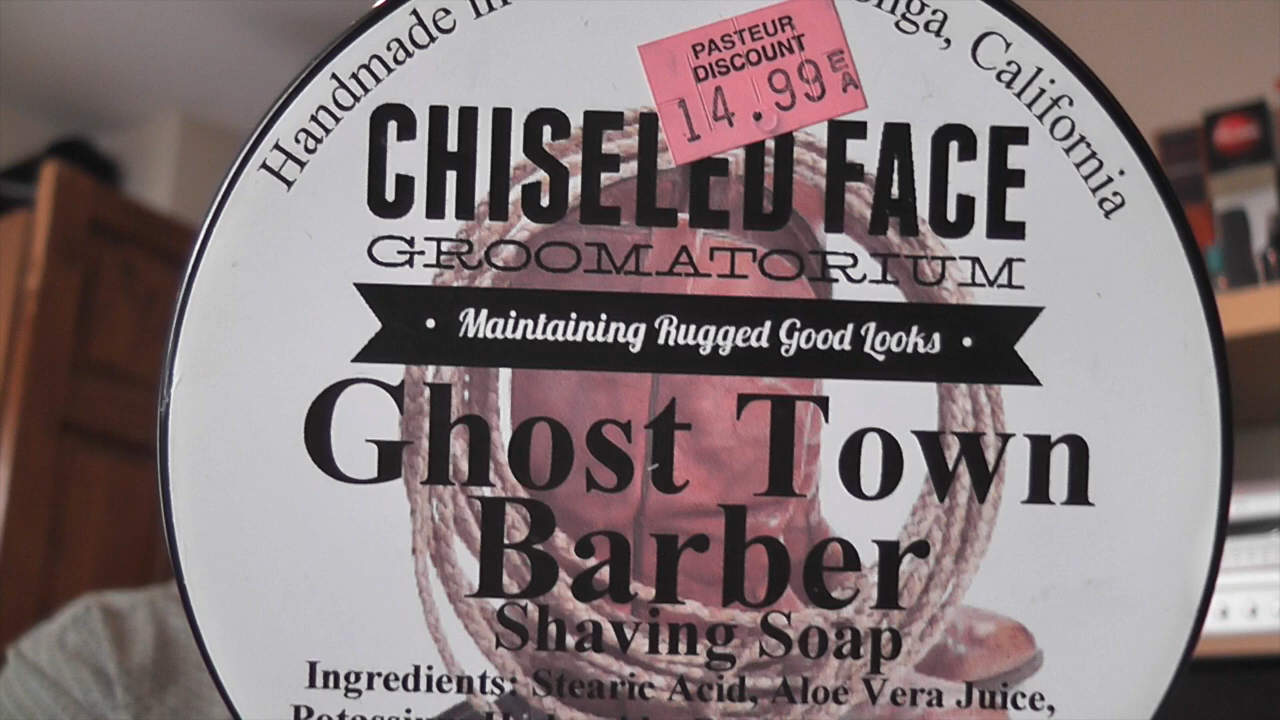 Handmade in
California
PASTEUR
DISCOUNT
14.99 EA
CHISELED FACE
GROOMATORIUM
• Maintaining Rugged Good Looks •
Ghost Town
Barber
Shaving Soap
Ingredients: Stearic Acid, Aloe Vera Juice,